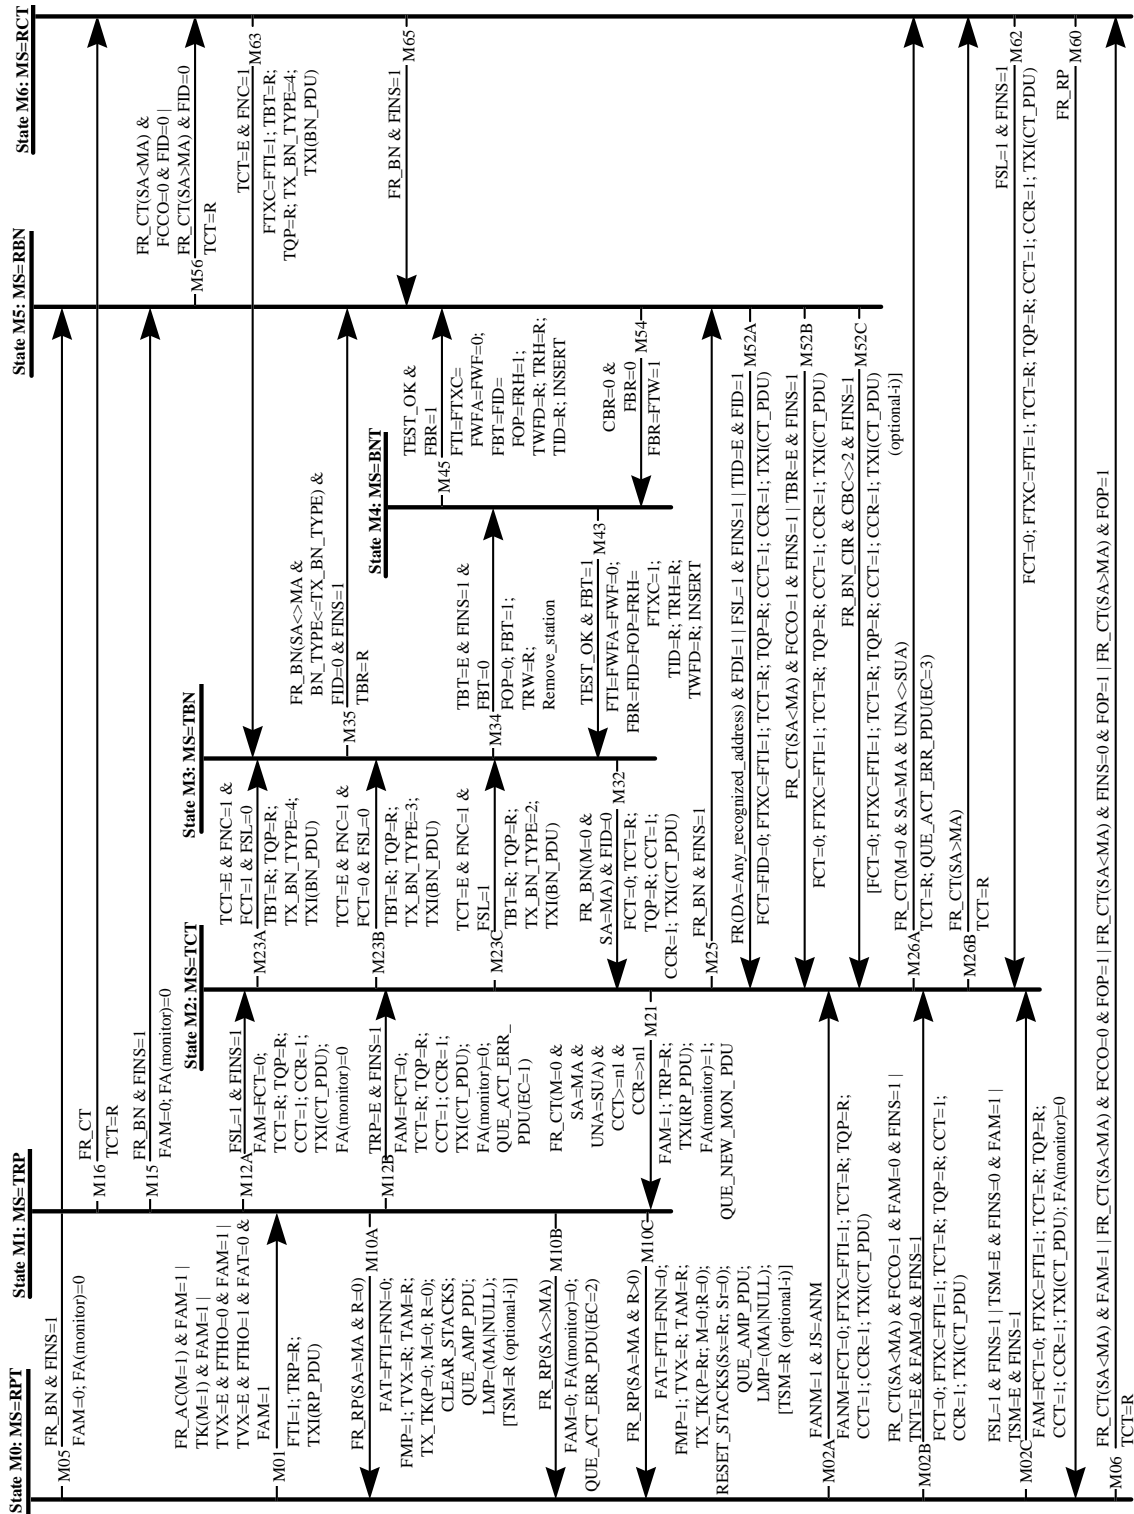 State M0: MS=RPT
State M1: MS=TRP
State M2: MS=TCT
State M3: MS=TBN
State M4: MS=BNT
State M5: MS=RBN
State M6: MS=RCT
M05
FR_BN & FINS=1
FAM=0; FA(monitor)=0
M16
FR_CT
TCT=R
M15
FR_BN & FINS=1
FAM=0; FA(monitor)=0
M56
FR_CT(SA<MA) &
FCCO=0 & FID=0 |
FR_CT(SA>MA) & FID=0
TCT=R
M63
TCT=E & FNC=1
FTXC=FTI=1; TBT=R;
TQP=R; TX_BN_TYPE=4;
TXI(BN_PDU)
M12A
FSL=1 & FINS=1
FAM=FCT=0;
TCT=R; TQP=R;
CCT=1; CCR=1;
TXI(CT_PDU);
FA(monitor)=0
M23A
TCT=E & FNC=1 &
FCT=1 & FSL=0
TBT=R; TQP=R;
TX_BN_TYPE=4;
TXI(BN_PDU)
M01
FR_AC(M=1) & FAM=1 |
TK(M=1) & FAM=1 |
TVX=E & FTHO=0 & FAM=1 |
TVX=E & FTHO=1 & FAT=0 &
FAM=1
FTI=1; TRP=R;
TXI(RP_PDU)
M35
FR_BN(SA<>MA &
BN_TYPE<=TX_BN_TYPE) &
FID=0 & FINS=1
TBR=R
M65
FR_BN & FINS=1
M10A
FR_RP(SA=MA & R=0)
FAT=FTI=FNN=0;
FMP=1; TVX=R; TAM=R;
TX_TK(P=0; M=0; R=0);
CLEAR_STACKS;
QUE_AMP_PDU;
LMP=(MA|NULL);
[TSM=R (optional-i)]
M12B
TRP=E & FINS=1
FAM=FCT=0;
TCT=R; TQP=R;
CCT=1; CCR=1;
TXI(CT_PDU);
FA(monitor)=0;
QUE_ACT_ERR_
PDU(EC=1)
M23B
TCT=E & FNC=1 &
FCT=0 & FSL=0
TBT=R; TQP=R;
TX_BN_TYPE=3;
TXI(BN_PDU)
M45
TEST_OK &
FBR=1
FTI=FTXC=
FWFA=FWF=0;
FBT=FID=
FOP=FRH=1;
TWFD=R; TRH=R;
TID=R; INSERT
M23C
TCT=E & FNC=1 &
FSL=1
TBT=R; TQP=R,
TX_BN_TYPE=2;
TXI(BN_PDU)
M34
TBT=E & FINS=1 &
FBT=0
FOP=0; FBT=1;
TRW=R;
Remove_station
M10B
FR_RP(SA<>MA)
FAM=0; FA(monitor)=0;
QUE_ACT_ERR_PDU(EC=2)
M43
TEST_OK & FBT=1
FTI=FWFA=FWF=0;
FBR=FID=FOP=FRH=
FTXC=1;
TID=R; TRH=R;
TWFD=R; INSERT
M54
CBR=0 &
FBR=0
FBR=FTW=1
M32
FR_BN(M=0 &
SA=MA) & FID=0
FCT=0; TCT=R;
TQP=R; CCT=1;
CCR=1; TXI(CT_PDU)
M10C
FR_RP(SA=MA & R>0)
FAT=FTI=FNN=0;
FMP=1; TVX=R; TAM=R;
TX_TK(P=Rr; M=0;R=0);
RESET_STACKS(Sx=Rr, Sr=0);
QUE_AMP_PDU;
LMP=(MA|NULL);
[TSM=R (optional-i)]
M21
FR_CT(M=0 &
SA=MA &
UNA=SUA) &
CCT>=n1 &
CCR=>n1
FAM=1; TRP=R,
TXI(RP_PDU);
FA(monitor)=1;
QUE_NEW_MON_PDU
M25
FR_BN & FINS=1
M52A
FR(DA=Any_recognized_address) & FDI=1 | FSL=1 & FINS=1 | TID=E & FID=1
FCT=FID=0; FTXC=FTI=1; TCT=R; TQP=R; CCT=1; CCR=1; TXI(CT_PDU)
M52B
FR_CT(SA<MA) & FCCO=1 & FINS=1 | TBR=E & FINS=1
FCT=0; FTXC=FTI=1; TCT=R; TQP=R; CCT=1; CCR=1; TXI(CT_PDU)
M52C
FR_BN_CIR & CBC<>2 & FINS=1
[FCT=0; FTXC=FTI=1; TCT=R; TQP=R; CCT=1; CCR=1; TXI(CT_PDU)
(optional-i)]
M02A
FANM=1 & JS=ANM
FANM=FCT=0; FTXC=FTI=1; TCT=R; TQP=R;
CCT=1; CCR=1; TXI(CT_PDU)
M26A
FR_CT(M=0 & SA=MA & UNA<>SUA)
TCT=R; QUE_ACT_ERR_PDU(EC=3)
M02B
FR_CT(SA<MA) & FCCO=1 & FAM=0 & FINS=1 |
TNT=E & FAM=0 & FINS=1
FCT=0; FTXC=FTI=1; TCT=R; TQP=R; CCT=1;
CCR=1; TXI(CT_PDU)
M26B
FR_CT(SA>MA)
TCT=R
M02C
FSL=1 & FINS=1 | TSM=E & FINS=0 & FAM=1 |
TSM=E & FINS=1
FAM=FCT=0; FTXC=FTI=1; TCT=R; TQP=R;
CCT=1; CCR=1; TXI(CT_PDU); FA(monitor)=0
M62
FSL=1 & FINS=1
FCT=0; FTXC=FTI=1; TCT=R; TQP=R; CCT=1; CCR=1; TXI(CT_PDU)
M60
FR_RP
M06
FR_CT(SA<MA) & FAM=1 | FR_CT(SA<MA) & FCCO=0 & FOP=1 | FR_CT(SA<MA) & FINS=0 & FOP=1 | FR_CT(SA>MA) & FOP=1
TCT=R